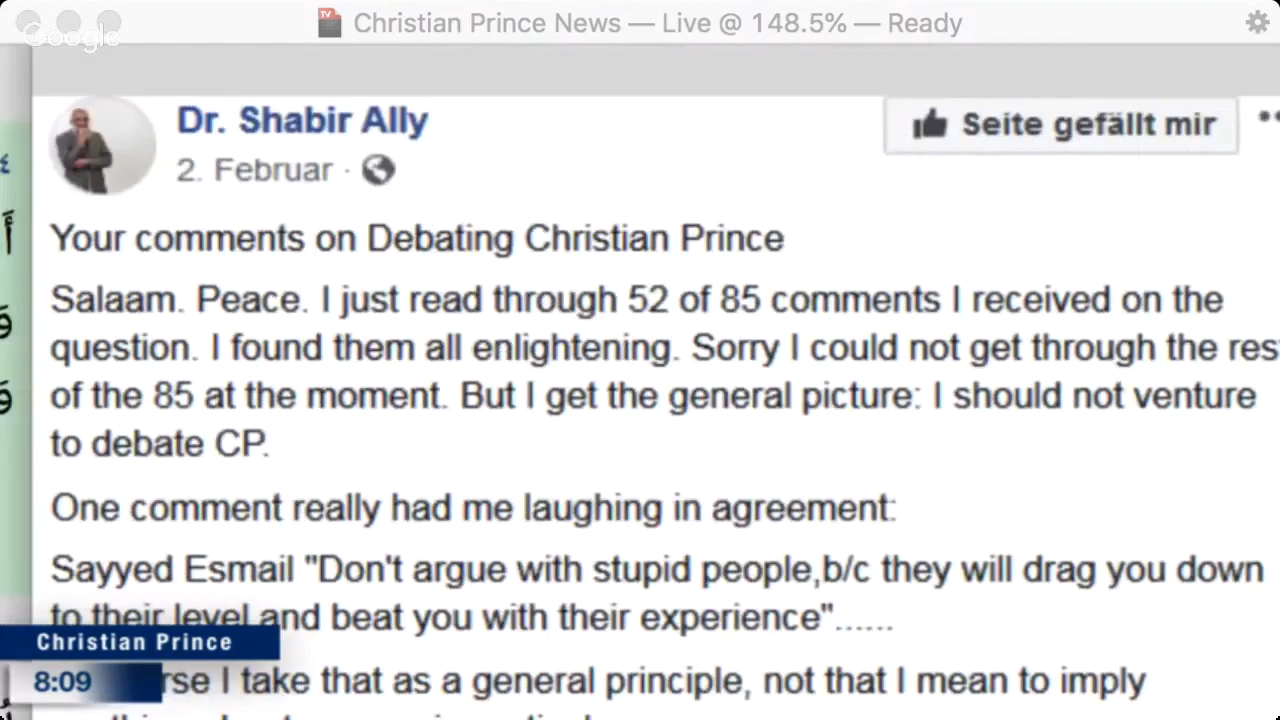 Google
Christian Prince News — Live @ 148.5% — Ready
Dr. Shabir Ally
2. Februar ·
Seite gefällt mir
Your comments on Debating Christian Prince
Salaam. Peace. I just read through 52 of 85 comments I received on the
question. I found them all enlightening. Sorry I could not get through the res
of the 85 at the moment. But I get the general picture: I should not venture
to debate CP.
One comment really had me laughing in agreement:
Sayyed Esmail "Don't argue with stupid people,b/c they will drag you down
to their level and beat you with their experience"......
rse I take that as a general principle, not that I mean to imply
Christian Prince
8:09